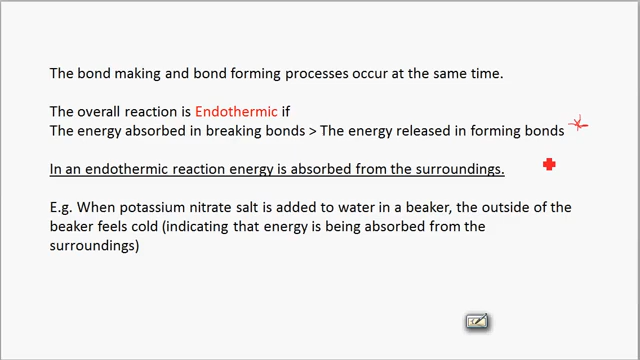 The bond making and bond forming processes occur at the same time.
The overall reaction is Endothermic if
The energy absorbed in breaking bonds > The energy released in forming bonds
In an endothermic reaction energy is absorbed from the surroundings.
E.g. When potassium nitrate salt is added to water in a beaker, the outside of the
beaker feels cold (indicating that energy is being absorbed from the
surroundings)